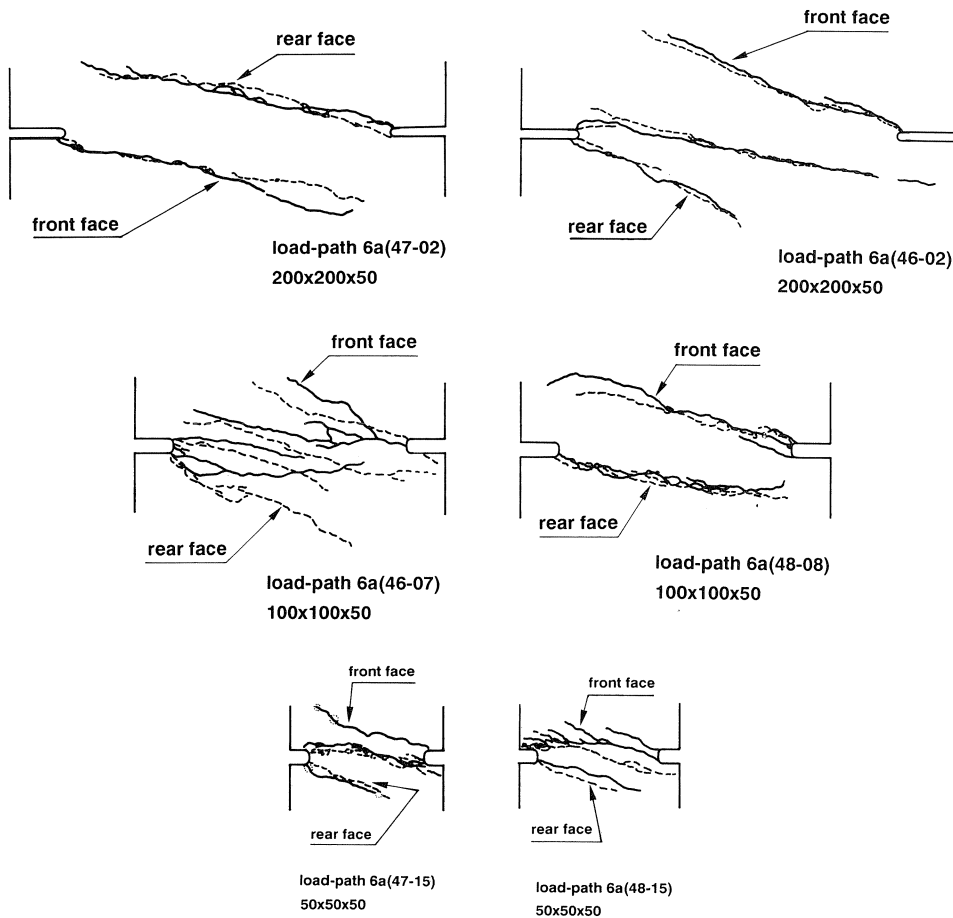 rear face
front face
load-path 6a(47-02)
200x200x50
front face
rear face
load-path 6a(46-02)
200x200x50
front face
rear face
load-path 6a(46-07)
100x100x50
front face
rear face
load-path 6a(48-08)
100x100x50
front face
rear face
load-path 6a(47-15)
50x50x50
front face
rear face
load-path 6a(48-15)
50x50x50